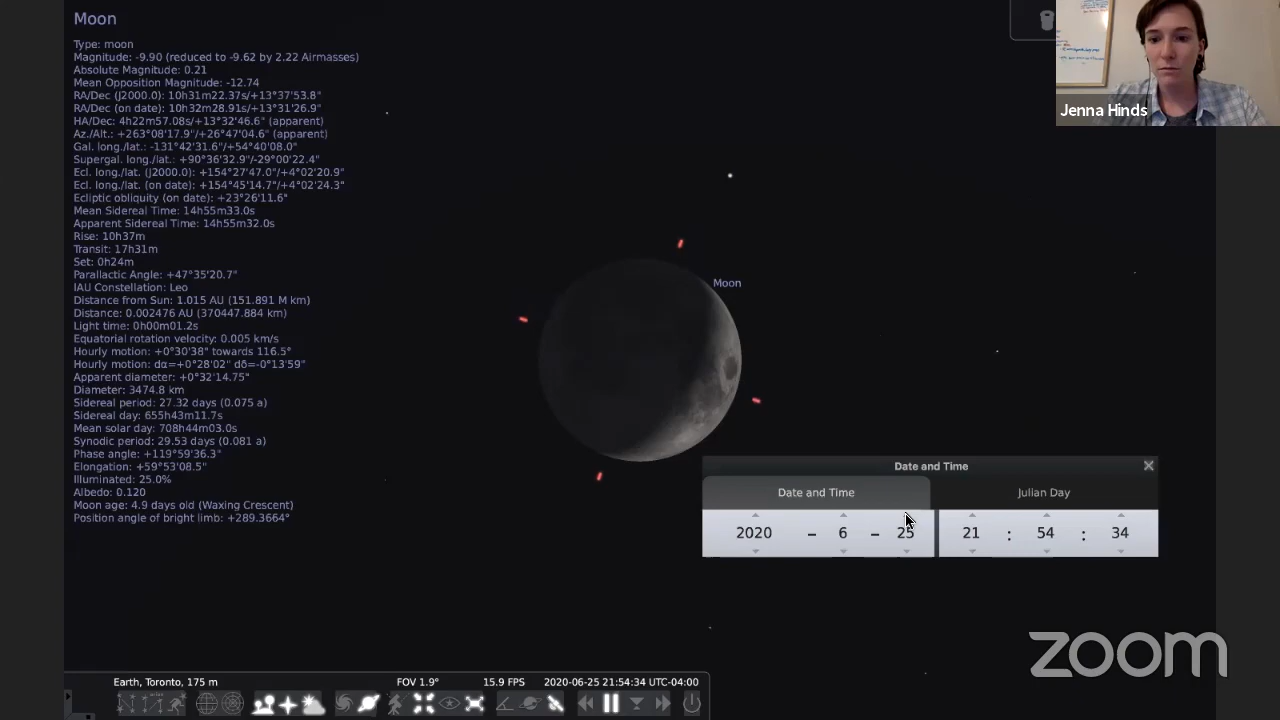 Moon
Type: moon
Magnitude: -9.90 (reduced to -9.62 by 2.22 Airmasses)
Absolute Magnitude: 0.21
Mean Opposition Magnitude: -12.74
RA/Dec (J2000.0): 10h31m22.37s/+13°37'53.8"
RA/Dec (on date): 10h32m28.91s/+13°31'26.9"
HA/Dec: 4h22m57.08s/+13°32'46.6" (apparent)
Az./Alt.: +263°08'17.9"/+26°47'04.6" (apparent)
Gal. long./lat.: -131°42'31.6"/+54°40'08.0"
Supergal. long./lat.: +90°36'32.9"/-29°00'22.4"
Ecl. long./lat. (J2000.0): +154°27'47.0"/+4°02'20.9"
Ecl. long./lat. (on date): +154°45'14.7"/+4°02'24.3"
Ecliptic obliquity (on date): +23°26'11.6"
Mean Sidereal Time: 14h55m33.0s
Apparent Sidereal Time: 14h55m32.0s
Rise: 10h37m
Transit: 17h31m
Set: 0h24m
Parallactic Angle: +47°35'20.7"
IAU Constellation: Leo
Distance from Sun: 1.015 AU (151.891 M km)
Distance: 0.002476 AU (370447.884 km)
Light time: 0h00m01.2s
Equatorial rotation velocity: 0.005 km/s
Hourly motion: +0°30'38" towards 116.5°
Hourly motion: dα=+0°28'02" dδ=-0°13'59"
Apparent diameter: +0°32'14.75"
Diameter: 3474.8 km
Sidereal period: 27.32 days (0.075 a)
Sidereal day: 655h43m11.7s
Mean solar day: 708h44m03.0s
Synodic period: 29.53 days (0.081 a)
Phase angle: +119°59'36.3"
Elongation: +59°53'08.5"
Illuminated: 25.0%
Albedo: 0.120
Moon age: 4.9 days old (Waxing Crescent)
Position angle of bright limb: +289.3664°
Jenna Hinds
Moon
Date and Time
Date and Time
Julian Day
2020 - 6 - 25 21 : 54 : 34
zoom
Earth, Toronto, 175 m FOV 1.9° 15.9 FPS 2020-06-25 21:54:34 UTC-04:00